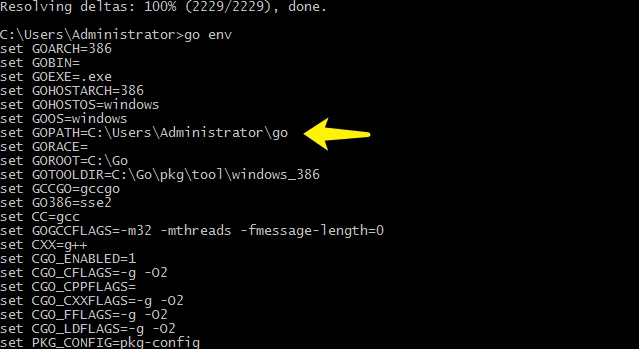 Resolving deltas: 100% (2229/2229), done.
C:\Users\Administrator>go env
set GOARCH=386
set GOBIN=
set GOEXE=.exe
set GOHOSTARCH=386
set GOHOSTOS=windows
set GOOS=windows
set GOPATH=C:\Users\Administrator\go
set GORACE=
set GOROOT=C:\Go
set GOTOOLDIR=C:\Go\pkg\tool\windows_386
set GCCGO=gccgo
set GO386=sse2
set CC=gcc
set GOGCCFLAGS=-m32 -mthreads -fmessage-length=0
set CXX=g++
set CGO_ENABLED=1
set CGO_CFLAGS=-g -O2
set CGO_CPPFLAGS=
set CGO_CXXFLAGS=-g -O2
set CGO_FFLAGS=-g -O2
set CGO_LDFLAGS=-g -O2
set PKG_CONFIG=pkg-config